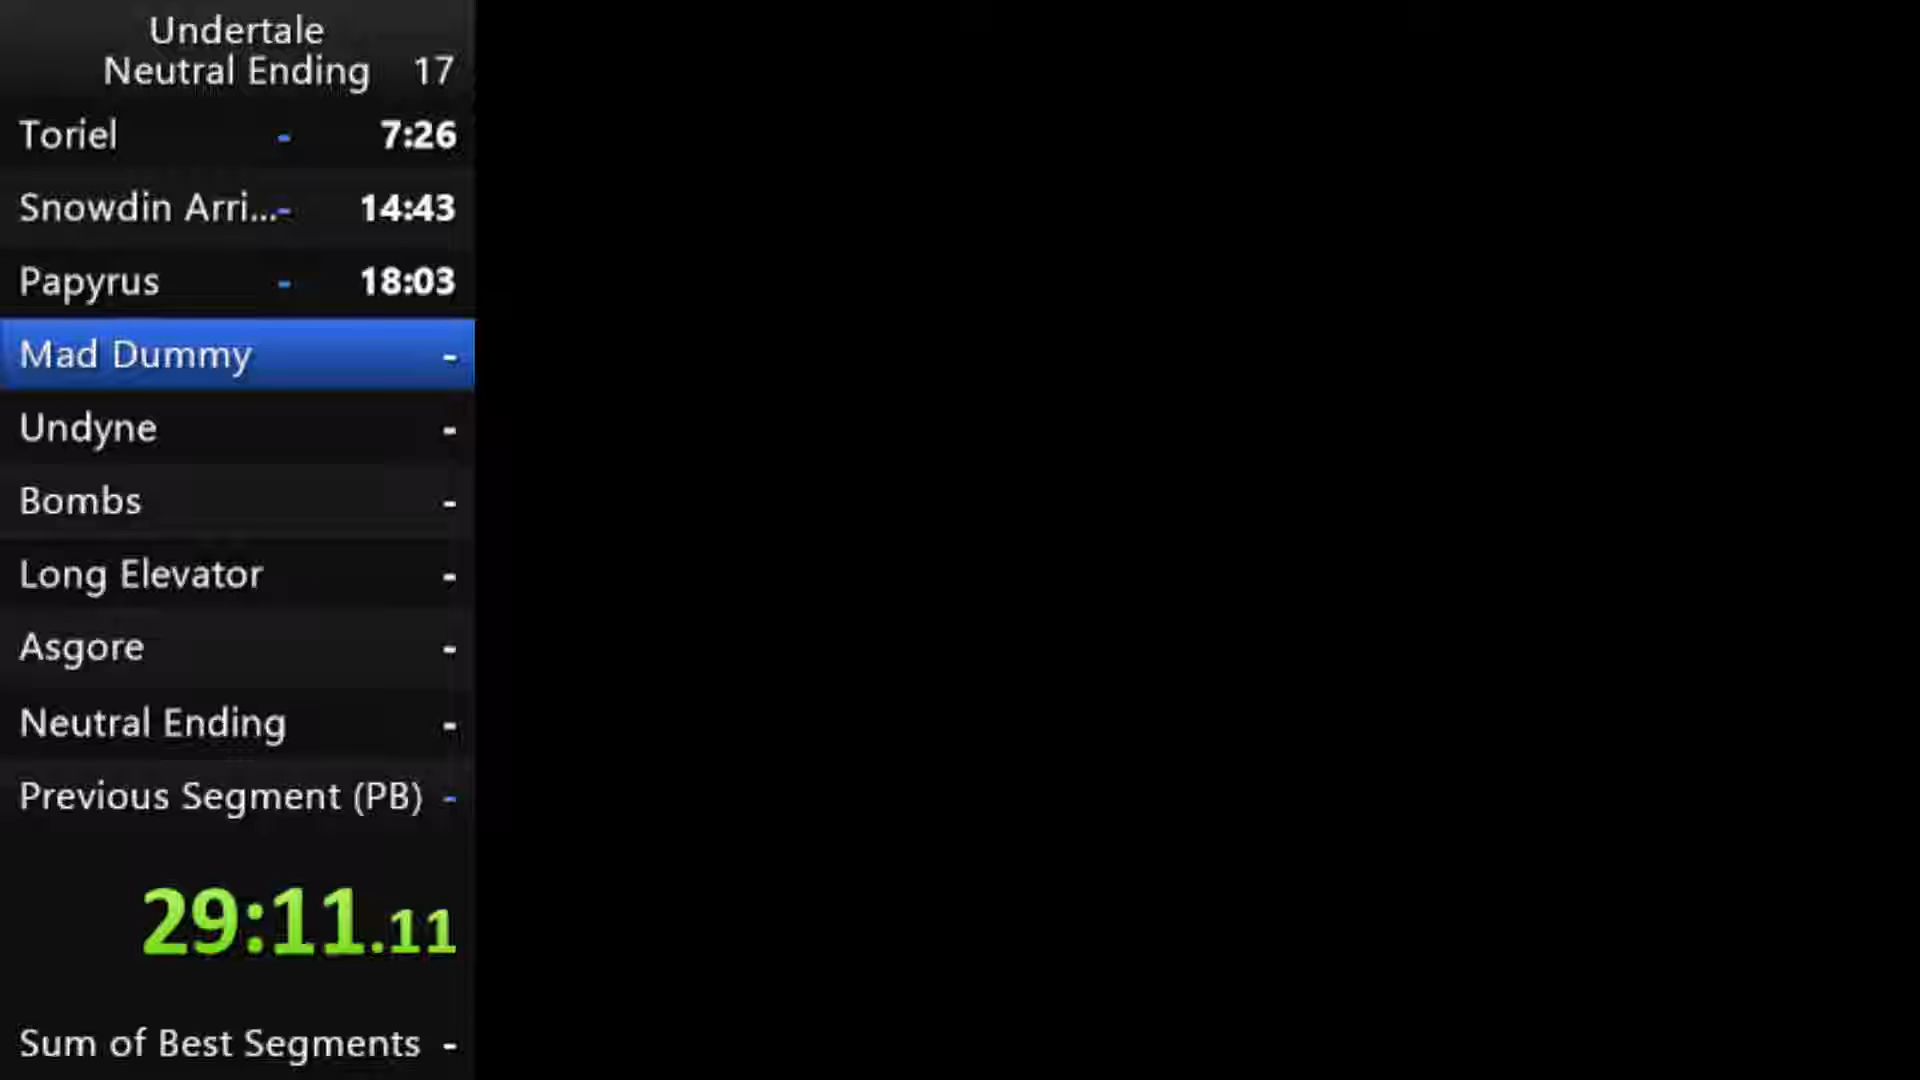 Undertale
Neutral Ending 17
Toriel - 7:26
Snowdin Arri...- 14:43
Papyrus - 18:03
Mad Dummy -
Undyne -
Bombs -
Long Elevator -
Asgore -
Neutral Ending -
Previous Segment (PB) -
29:11.11
Sum of Best Segments -